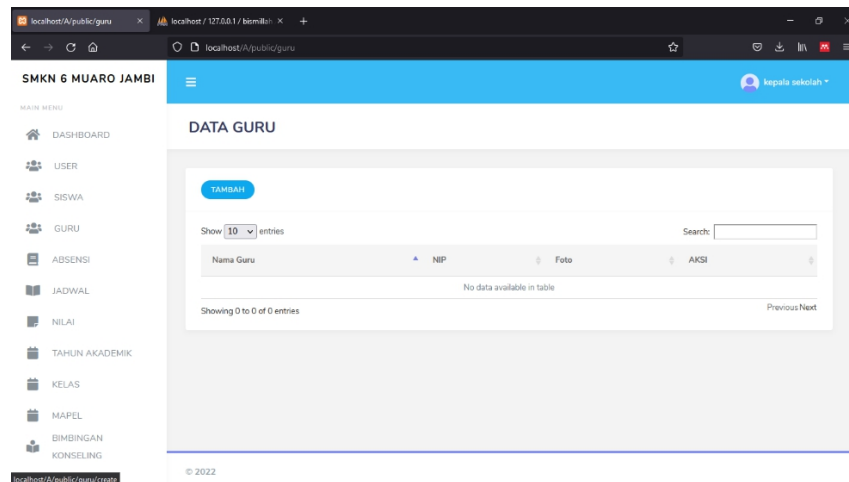 localhost/A/public/guru
localhost / 127.0.0.1 / bismillah
localhost/A/public/guru
SMKN 6 MUARO JAMBI
kepala sekolah
MAIN MENU
DASHBOARD
USER
SISWA
GURU
ABSENSI
JADWAL
NILAI
TAHUN AKADEMIK
KELAS
MAPEL
BIMBINGAN
KONSELING
DATA GURU
TAMBAH
Show 10 entries
Search:
Nama Guru NIP Foto AKSI
No data available in table
Showing 0 to 0 of 0 entries
Previous Next
© 2022
localhost/A/public/guru/create